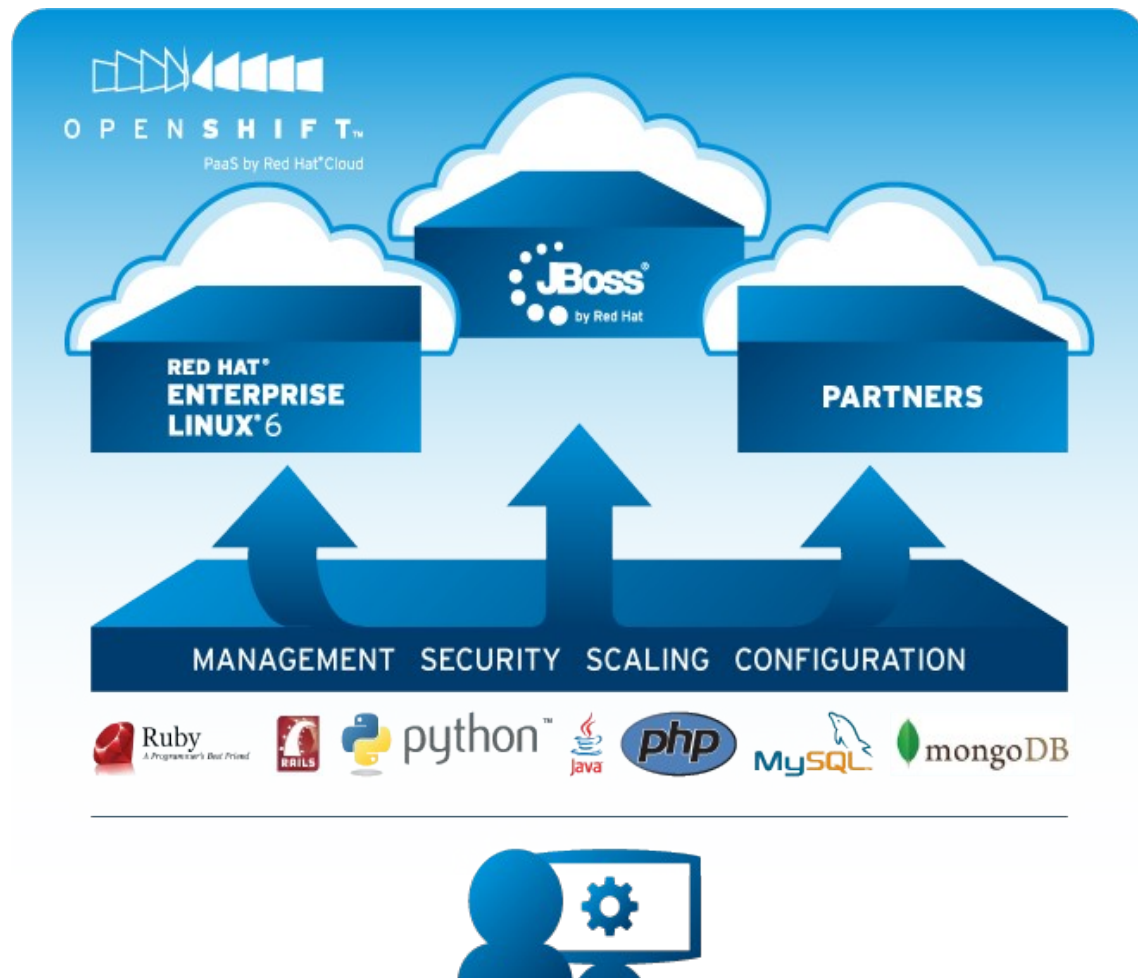 OPENSHIFT™
PaaS by Red Hat® Cloud
JBoss®
by Red Hat
RED HAT®
ENTERPRISE
LINUX® 6
PARTNERS
MANAGEMENT SECURITY SCALING CONFIGURATION
Ruby
A Programmer's Best Friend
RAILS
python™
Java
php
MySQL
mongoDB